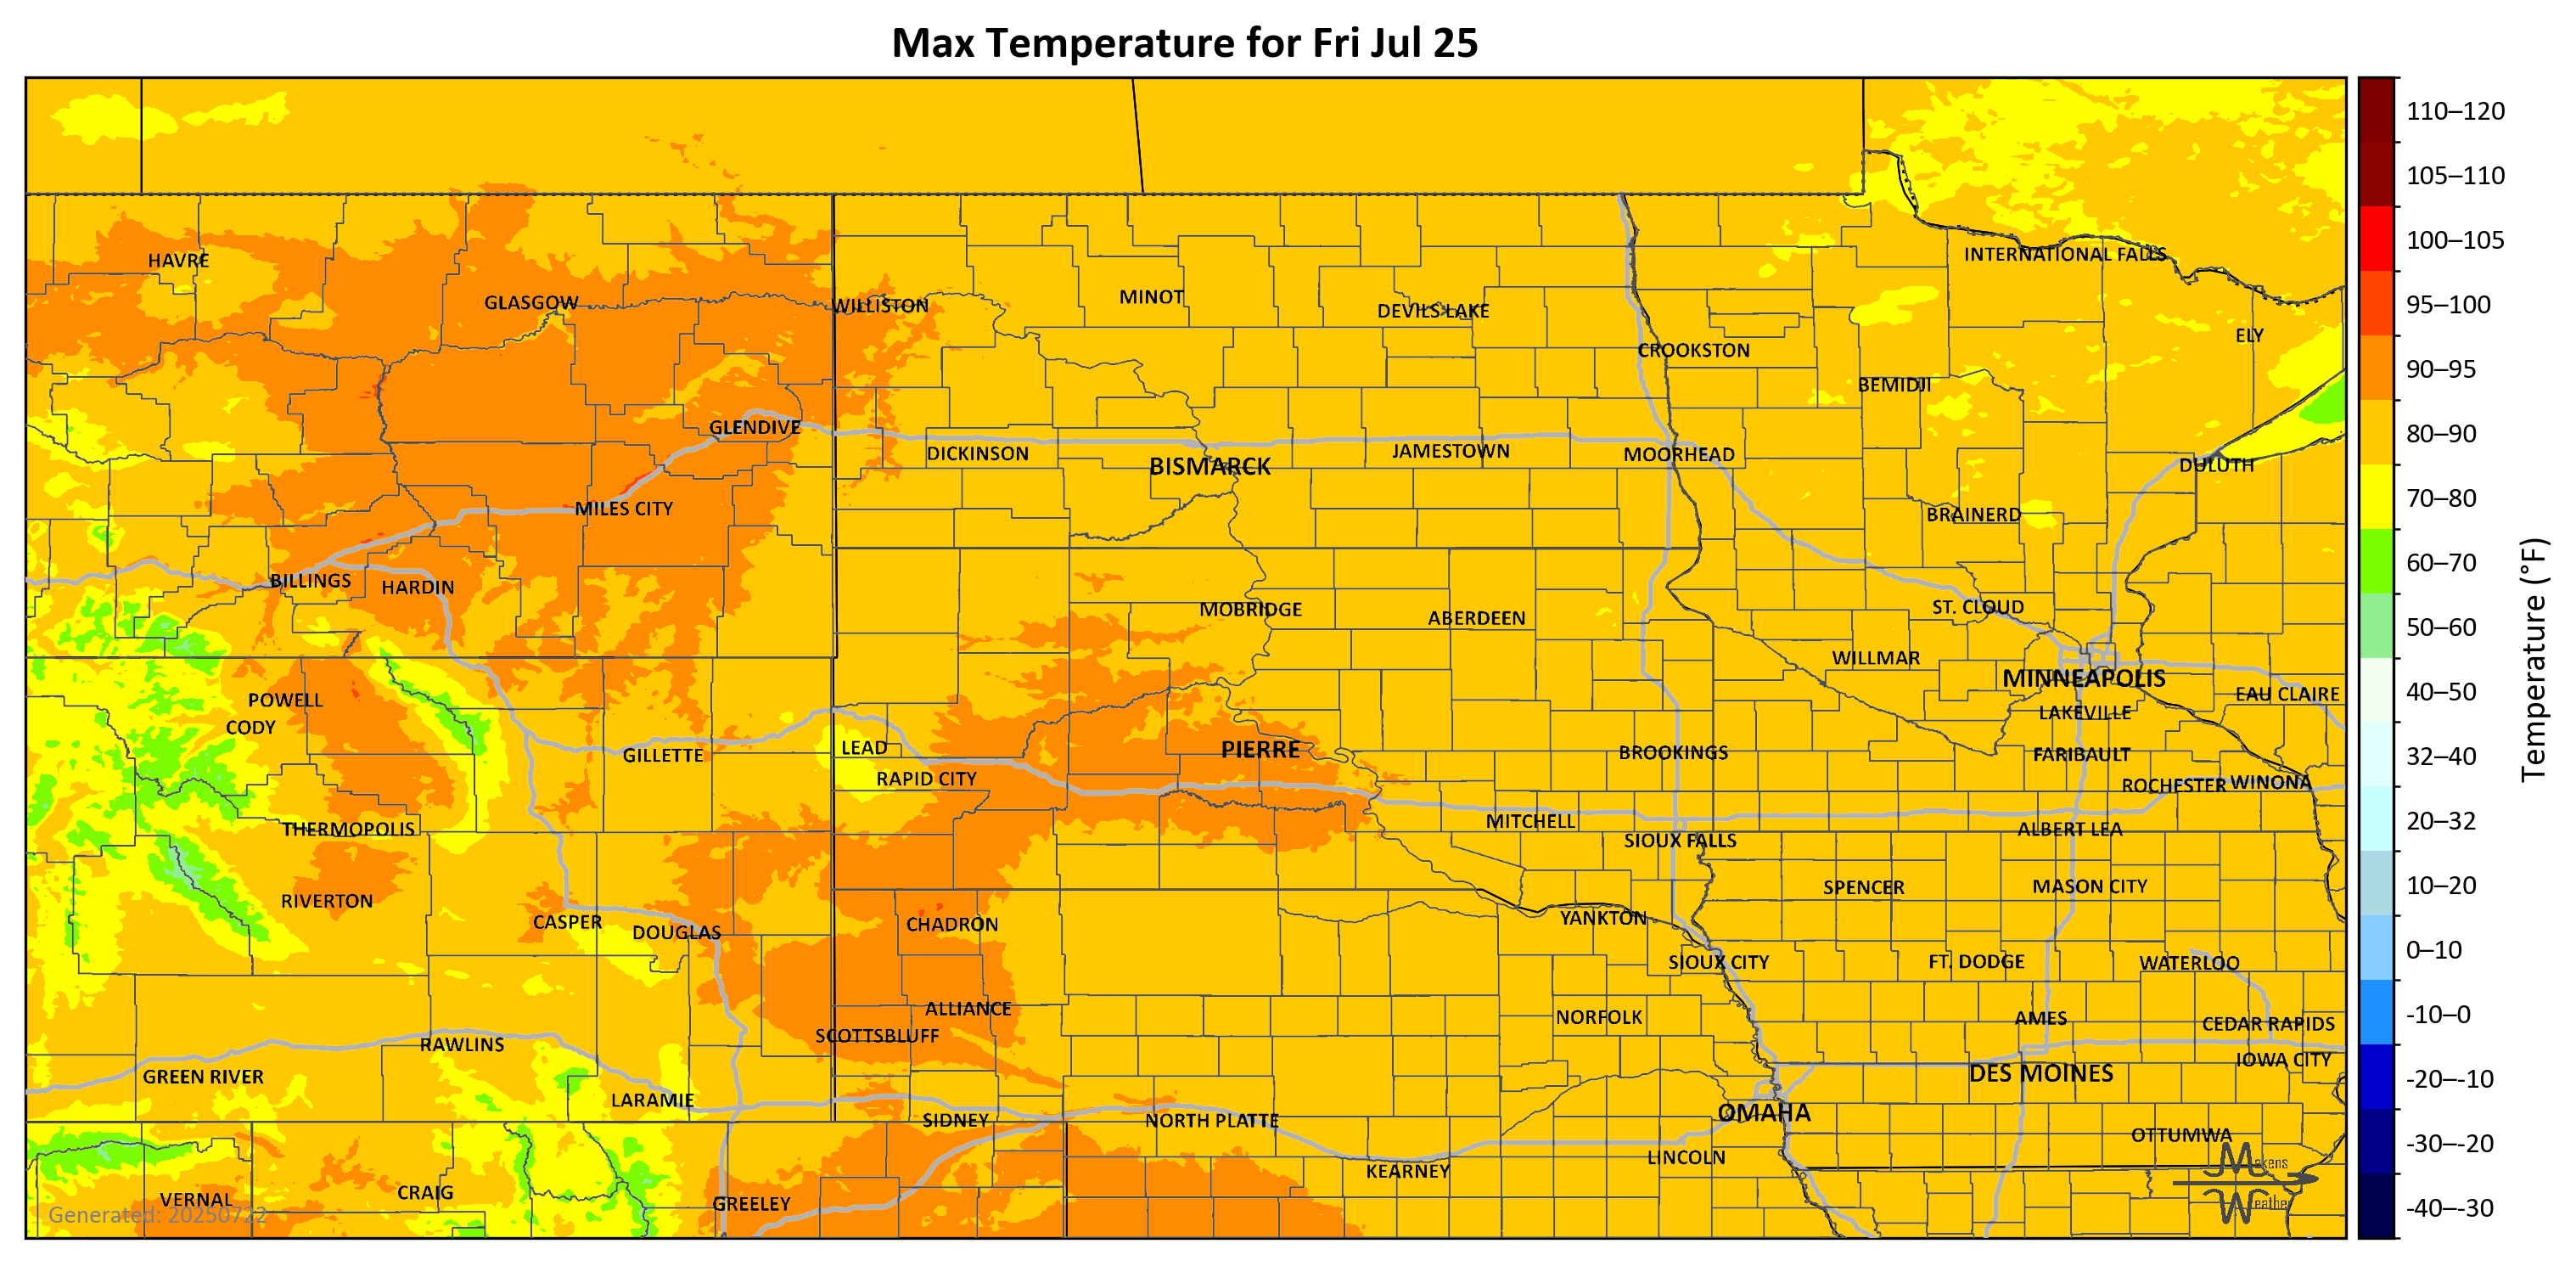 Max Temperature for Fri Jul 25
110–120
105–110
100–105
95–100
90–95
80–90
70–80
60–70
50–60
40–50
32–40
20–32
10–20
0–10
-10–0
-20–-10
-30–-20
-40–-30
Temperature (°F)
HAVRE
INTERNATIONAL FALLS
GLASGOW
WILLISTON
MINOT
DEVILS LAKE
ELY
CROOKSTON
BEMIDJI
GLENDIVE
DICKINSON
BISMARCK
JAMESTOWN
MOORHEAD
DULUTH
MILES CITY
BRAINERD
BILLINGS
HARDIN
MOBRIDGE
ABERDEEN
ST. CLOUD
WILLMAR
MINNEAPOLIS
POWELL
EAU CLAIRE
CODY
LAKEVILLE
GILLETTE
LEAD
PIERRE
BROOKINGS
FARIBAULT
RAPID CITY
ROCHESTER
WINONA
THERMOPOLIS
MITCHELL
SIOUX FALLS
ALBERT LEA
RIVERTON
SPENCER
MASON CITY
CASPER
DOUGLAS
CHADRON
YANKTON
SIOUX CITY
FT. DODGE
WATERLOO
ALLIANCE
NORFOLK
AMES
CEDAR RAPIDS
SCOTTSBLUFF
RAWLINS
IOWA CITY
GREEN RIVER
DES MOINES
LARAMIE
SIDNEY
NORTH PLATTE
OMAHA
OTTUMWA
LINCOLN
KEARNEY
VERNAL
CRAIG
GREELEY
Generated: 20250722
Makens
Weather